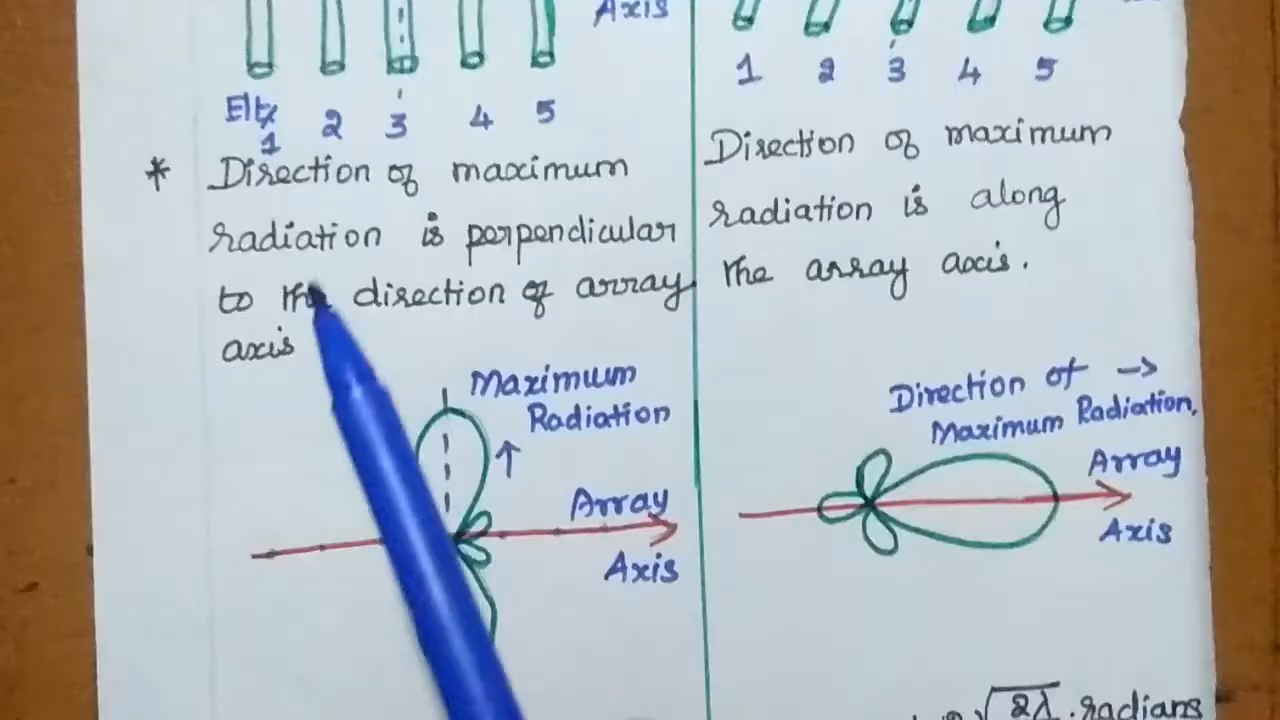 Axis
1 2 3 4 5
1 2 3 4 5
* Direction of maximum
radiation is perpendicular
to the direction of array
axis
Direction of maximum
radiation is along
the array axis.
Maximum
Radiation
Array
Axis
Direction of →
Maximum Radiation,
Array
Axis
√2λ . radians